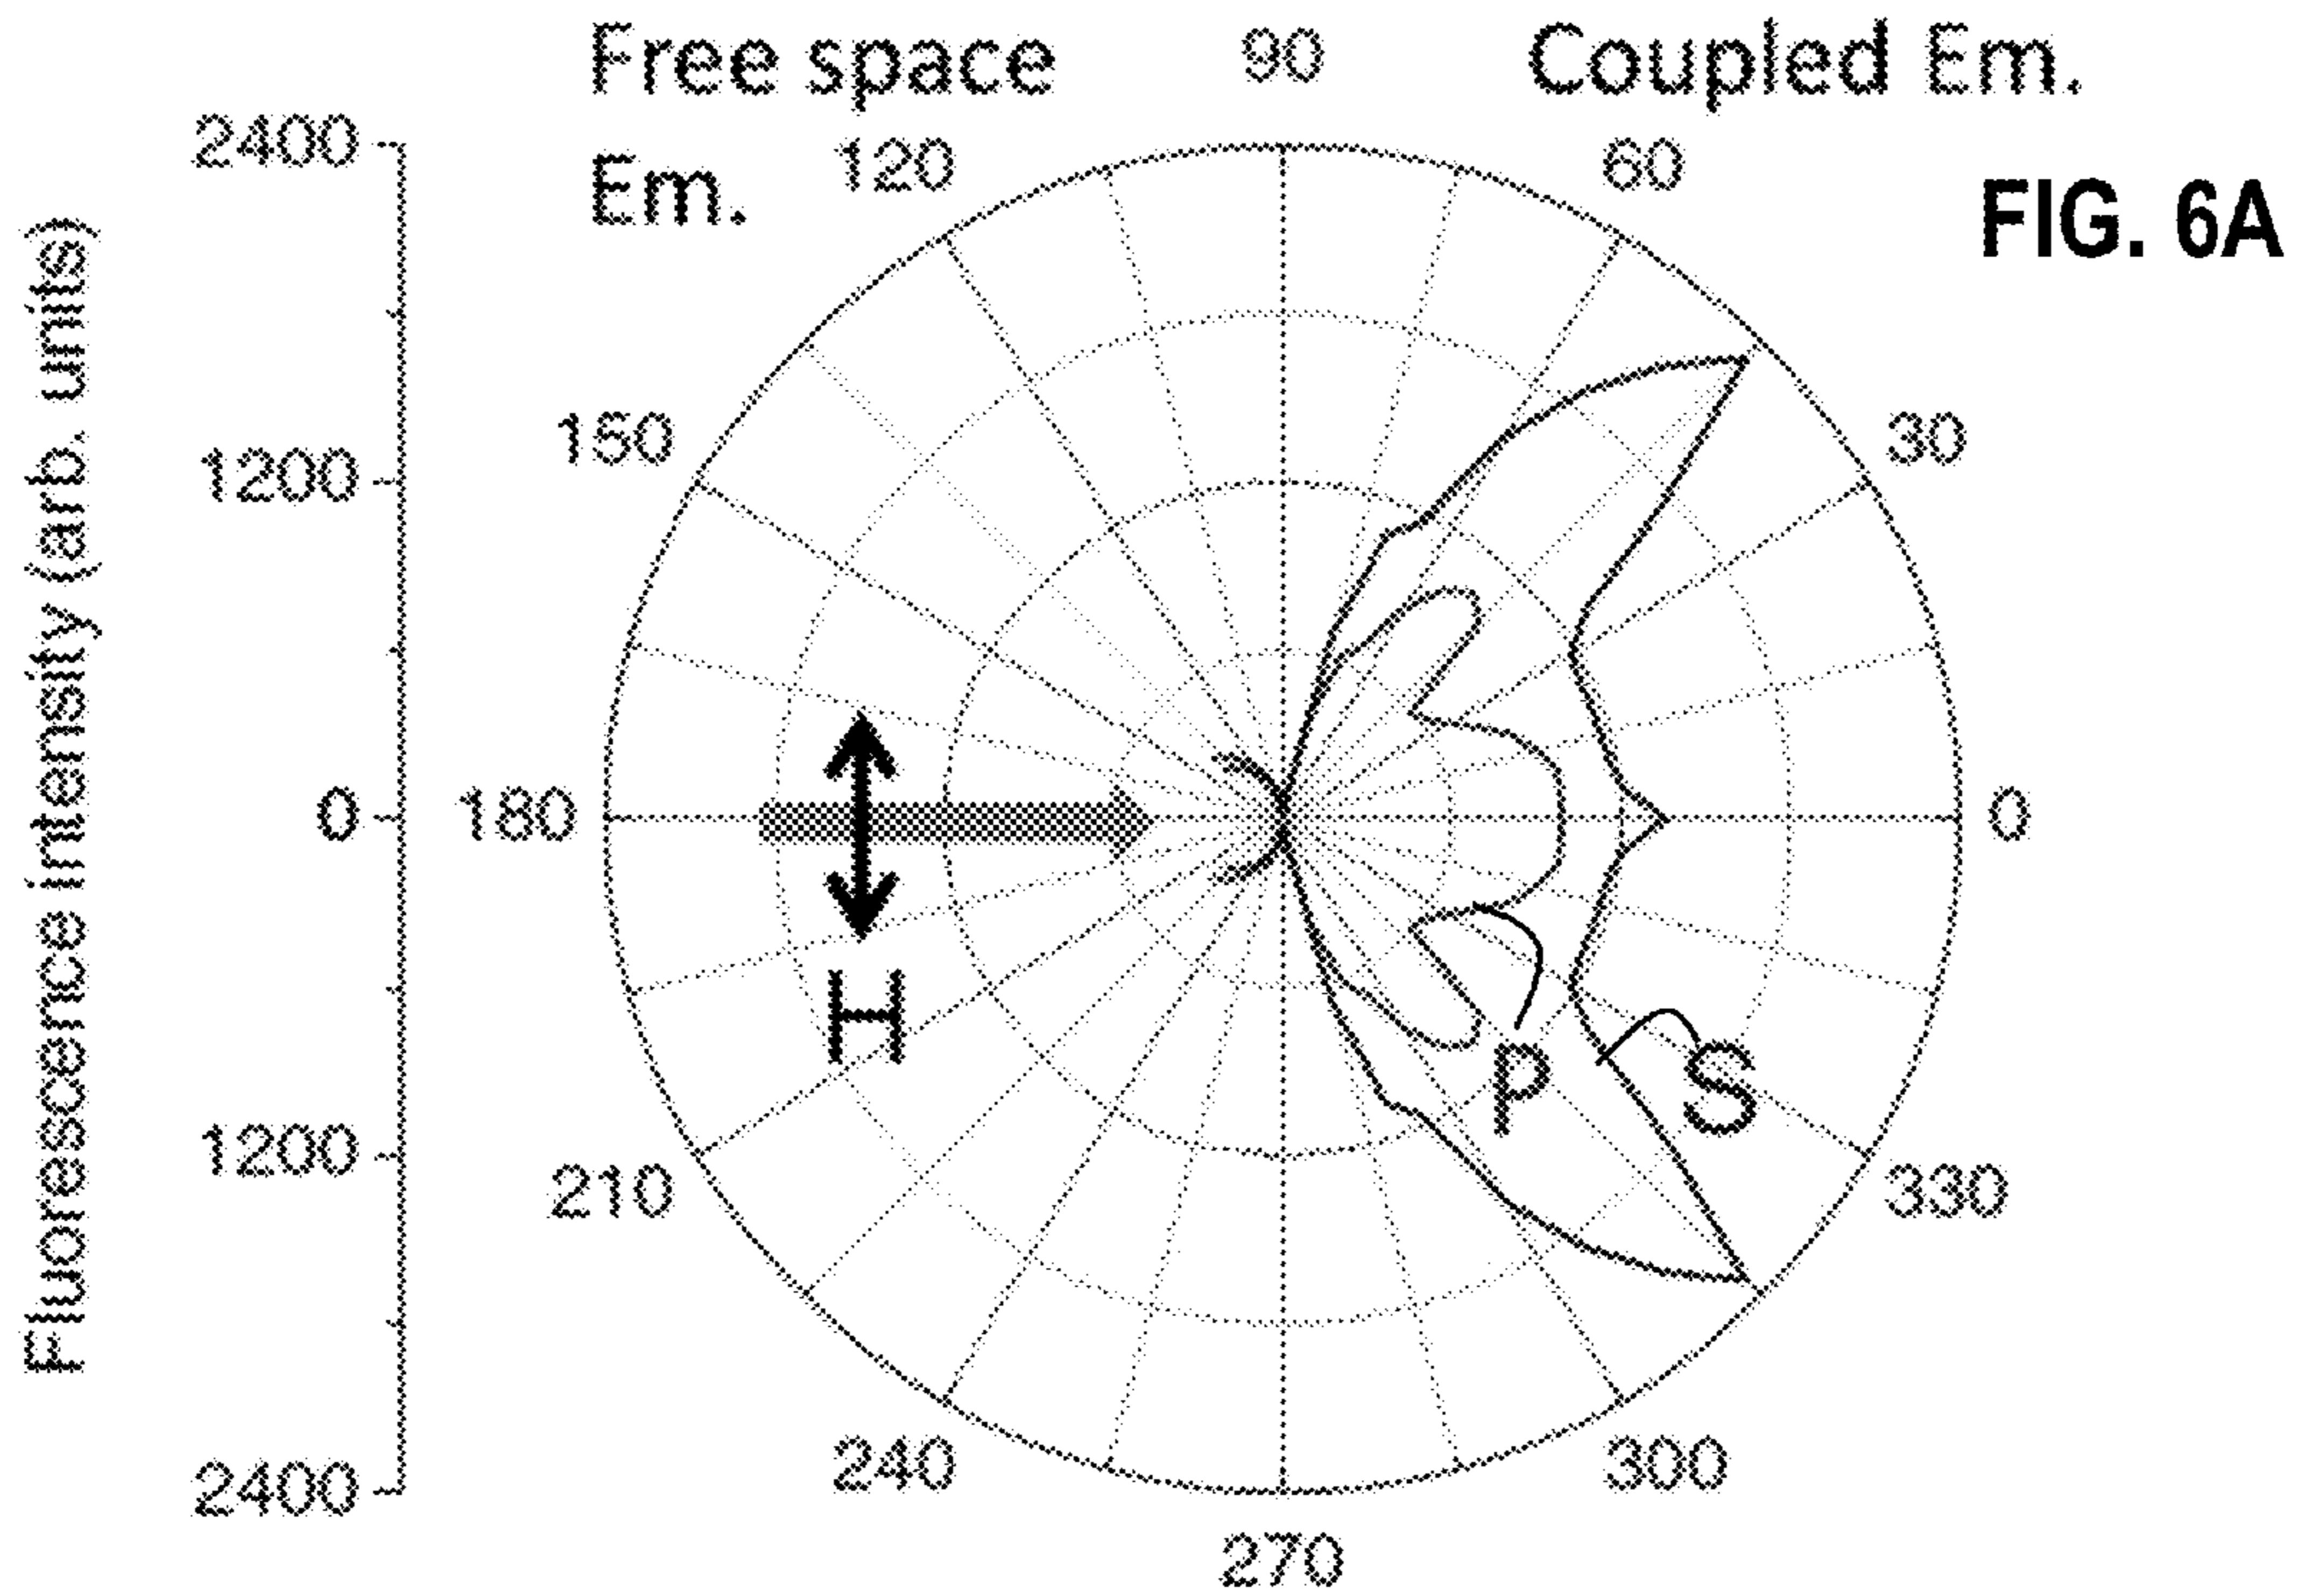 Free space
Em.
90
Coupled Em.
FIG. 6A
2400
120
60
150
30
1200
0
180
0
H
P
S
1200
210
330
2400
240
300
270
Fluorescence intensity (arb. units)